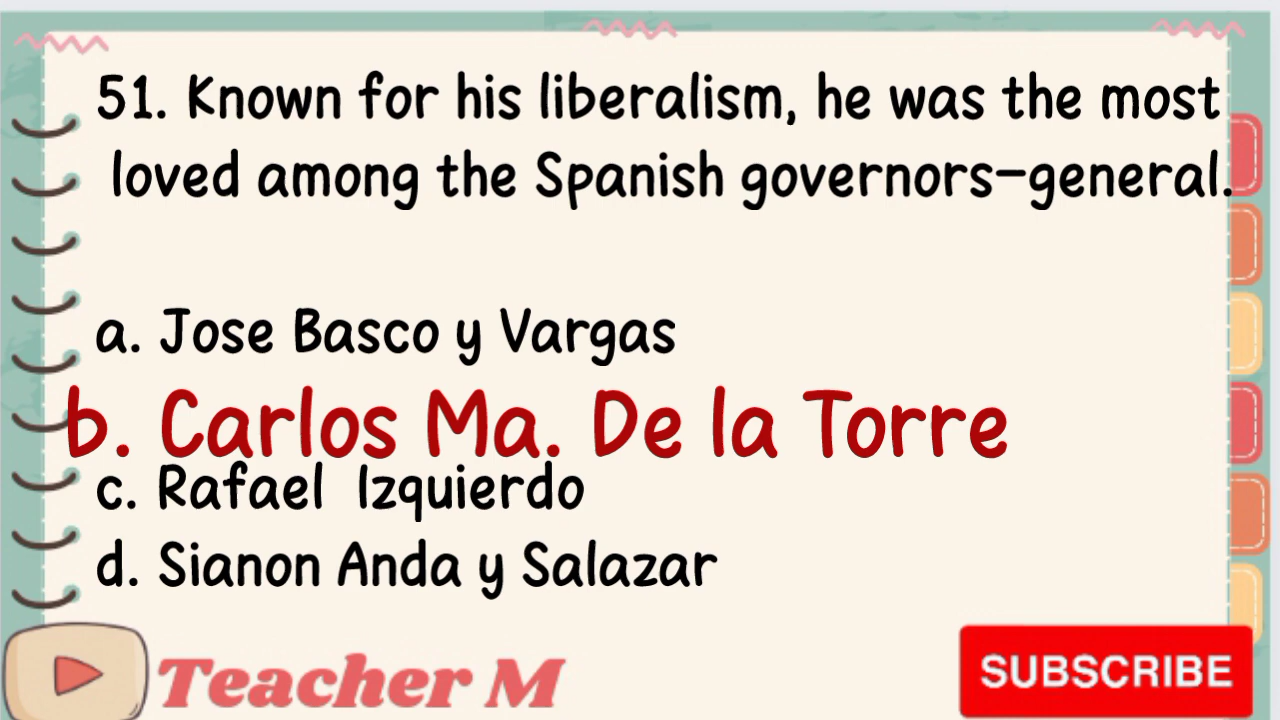 51. Known for his liberalism, he was the most
loved among the Spanish governors-general.
a. Jose Basco y Vargas
b. Carlos Ma. De la Torre
c. Rafael Izquierdo
d. Sianon Anda y Salazar
Teacher M
SUBSCRIBE